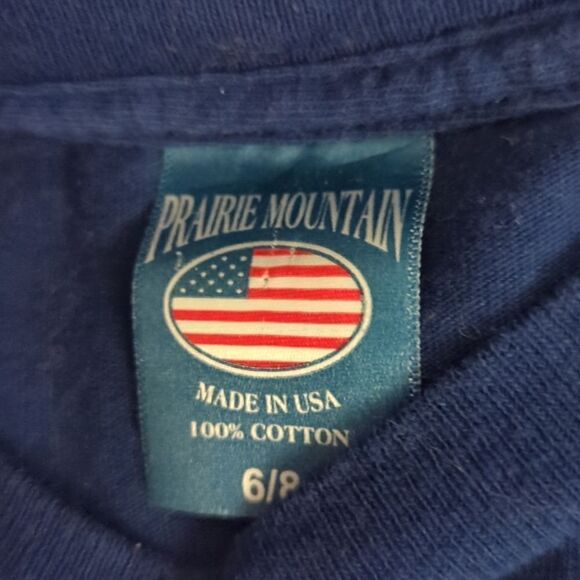 PRAIRIE MOUNTAIN
MADE IN USA
100% COTTON
6/8